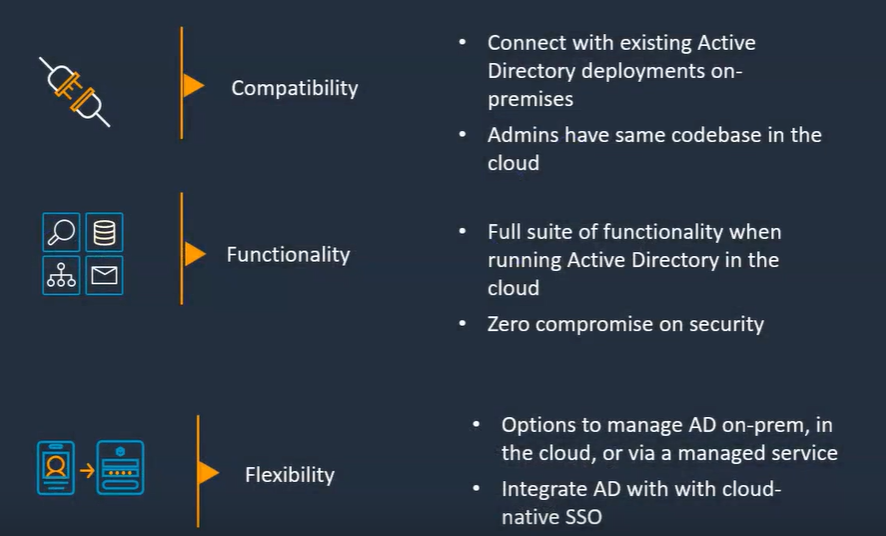 Compatibility
• Connect with existing Active
Directory deployments on-
premises
• Admins have same codebase in the
cloud
Functionality
• Full suite of functionality when
running Active Directory in the
cloud
• Zero compromise on security
Flexibility
• Options to manage AD on-prem, in
the cloud, or via a managed service
• Integrate AD with with cloud-
native SSO